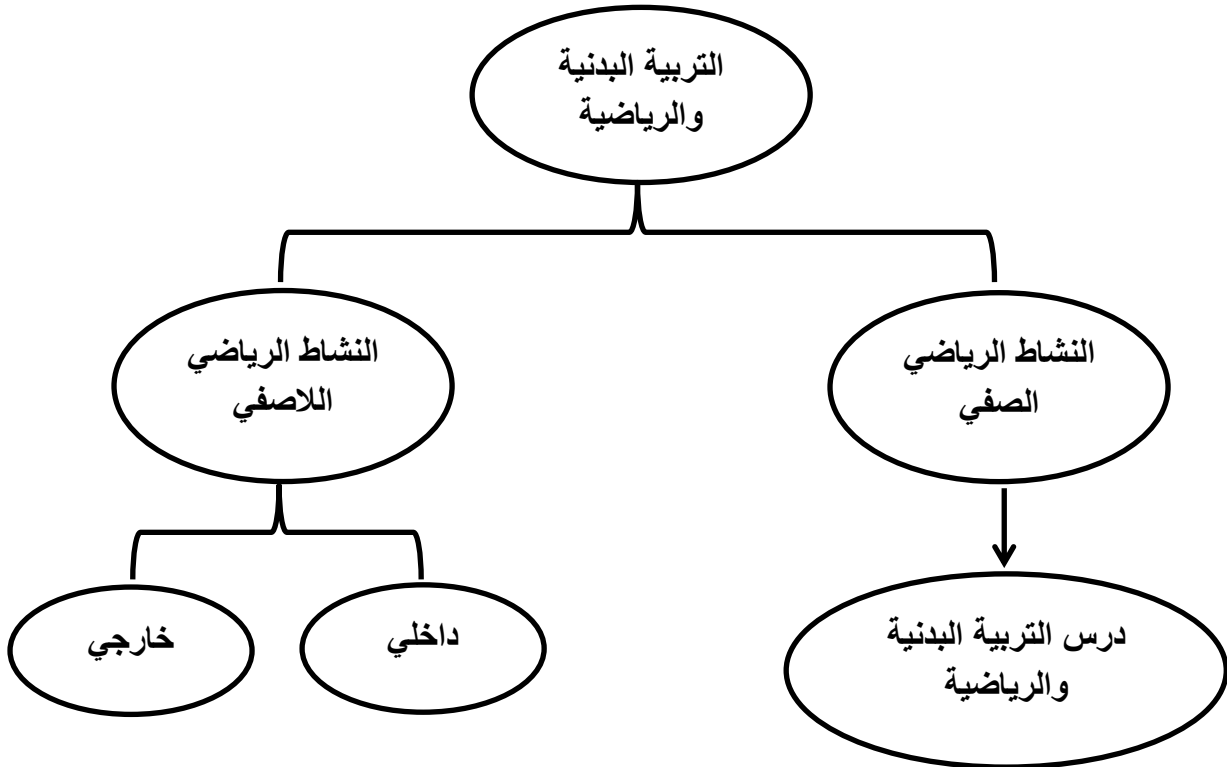 التربية البدنية
والرياضية
النشاط الرياضي
الصفي
النشاط الرياضي
اللاصفي
درس التربية البدنية
والرياضية
داخلي
خارجي